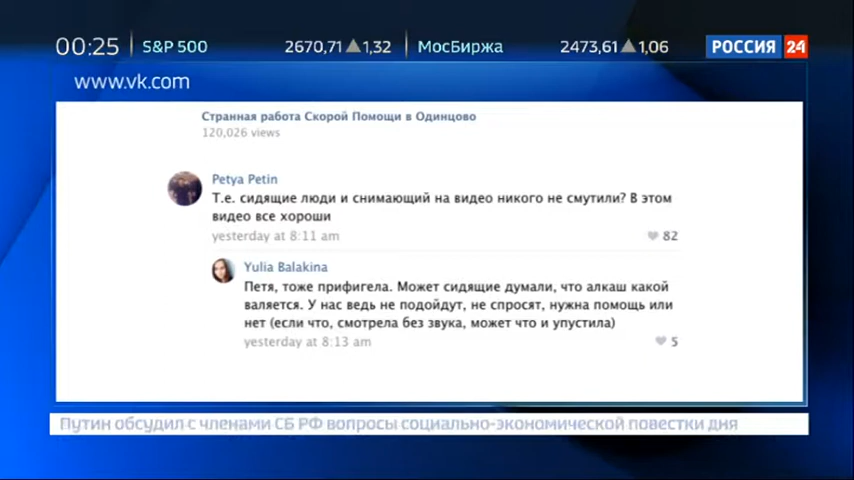 00:25 S&P 500 2670,71 1,32 МосБиржа 2473,61 1,06 РОССИЯ 24
www.vk.com
Странная работа Скорой Помощи в Одинцово
120,026 views
Petya Petin
Т.е. сидящие люди и снимающий на видео никого не смутили? В этом
видео все хороши
yesterday at 8:11 am 82
Yulia Balakina
Петя, тоже прифигела. Может сидящие думали, что алкаш какой
валяется. У нас ведь не подойдут, не спросят, нужна помощь или
нет (если что, смотрела без звука, может что и упустила)
yesterday at 8:13 am 5
Путин обсудил с членами СБ РФ вопросы социально-экономической повестки дня